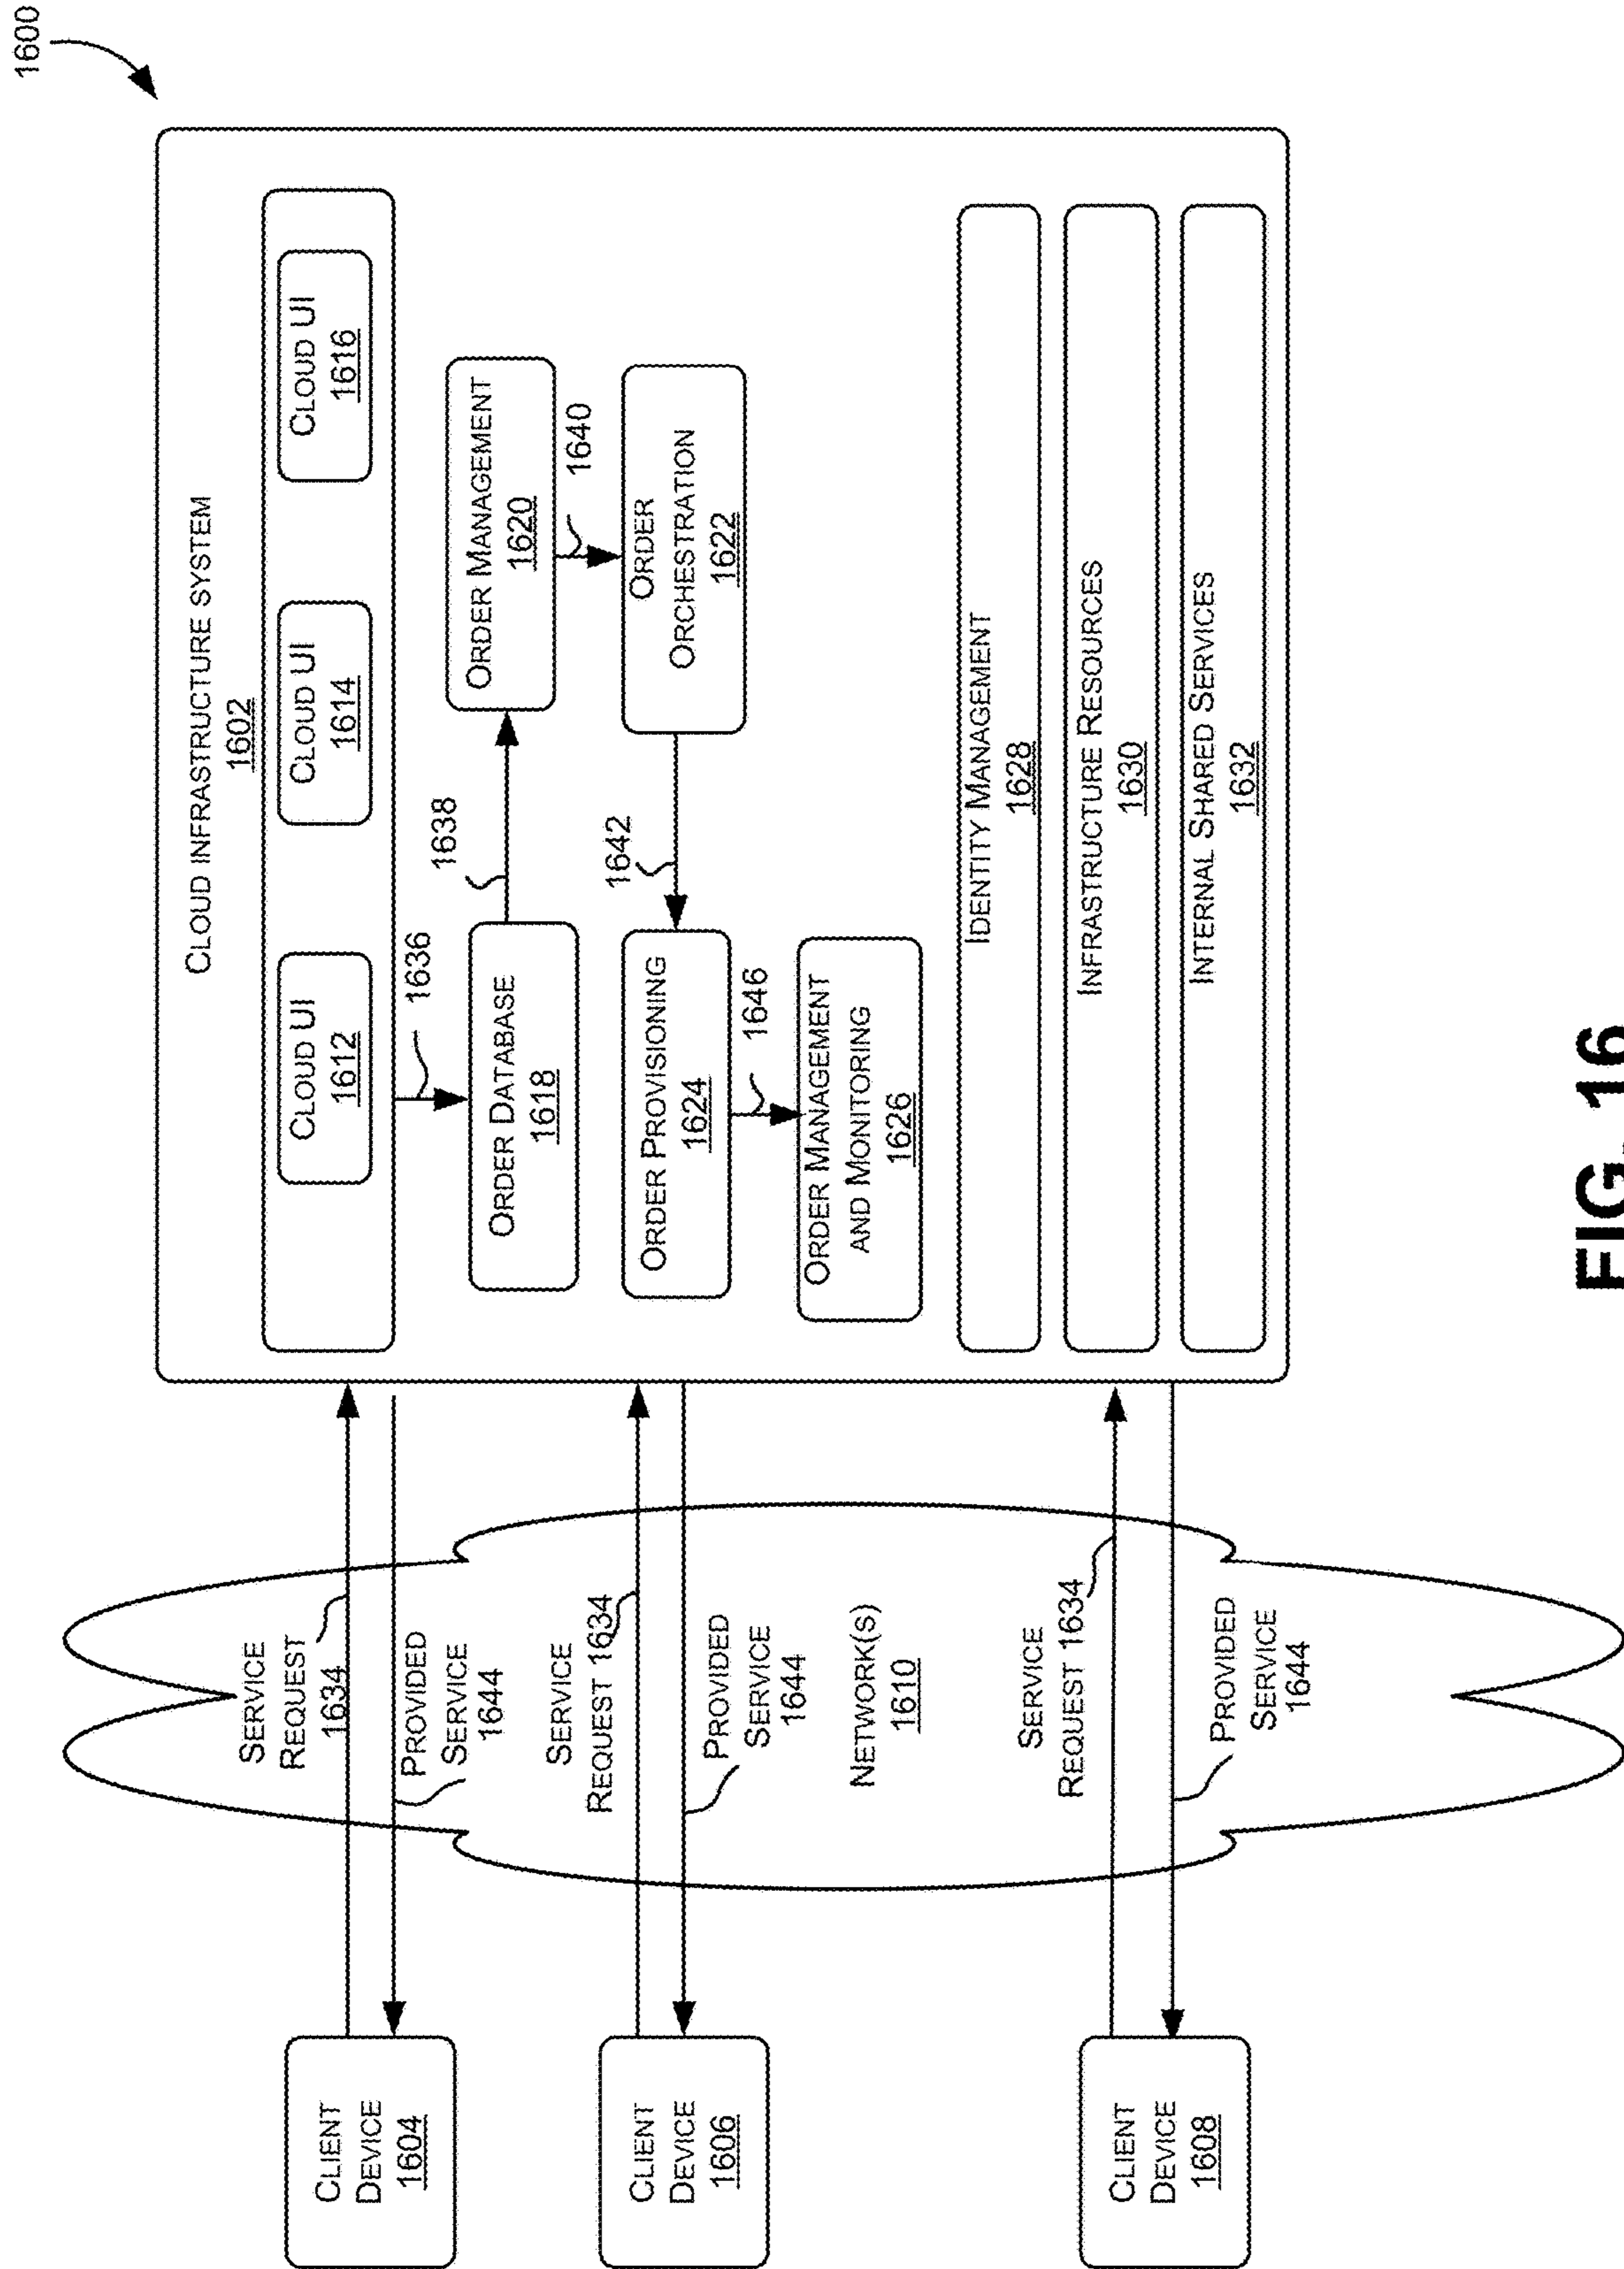 1600
CLOUD INFRASTRUCTURE SYSTEM
1602
CLOUD UI
1612
CLOUD UI
1614
CLOUD UI
1616
1636
ORDER DATABASE
1618
1638
ORDER MANAGEMENT
1620
1640
ORDER
ORCHESTRATION
1622
1642
ORDER PROVISIONING
1624
1646
ORDER MANAGEMENT
AND MONITORING
1626
IDENTITY MANAGEMENT
1628
INFRASTRUCTURE RESOURCES
1630
INTERNAL SHARED SERVICES
1632
CLIENT
DEVICE
1604
SERVICE
REQUEST
1634
PROVIDED
SERVICE
1644
CLIENT
DEVICE
1606
SERVICE
REQUEST 1634
PROVIDED
SERVICE
1644
NETWORK(S)
1610
CLIENT
DEVICE
1608
SERVICE
REQUEST 1634
PROVIDED
SERVICE
1644
FIG. 16